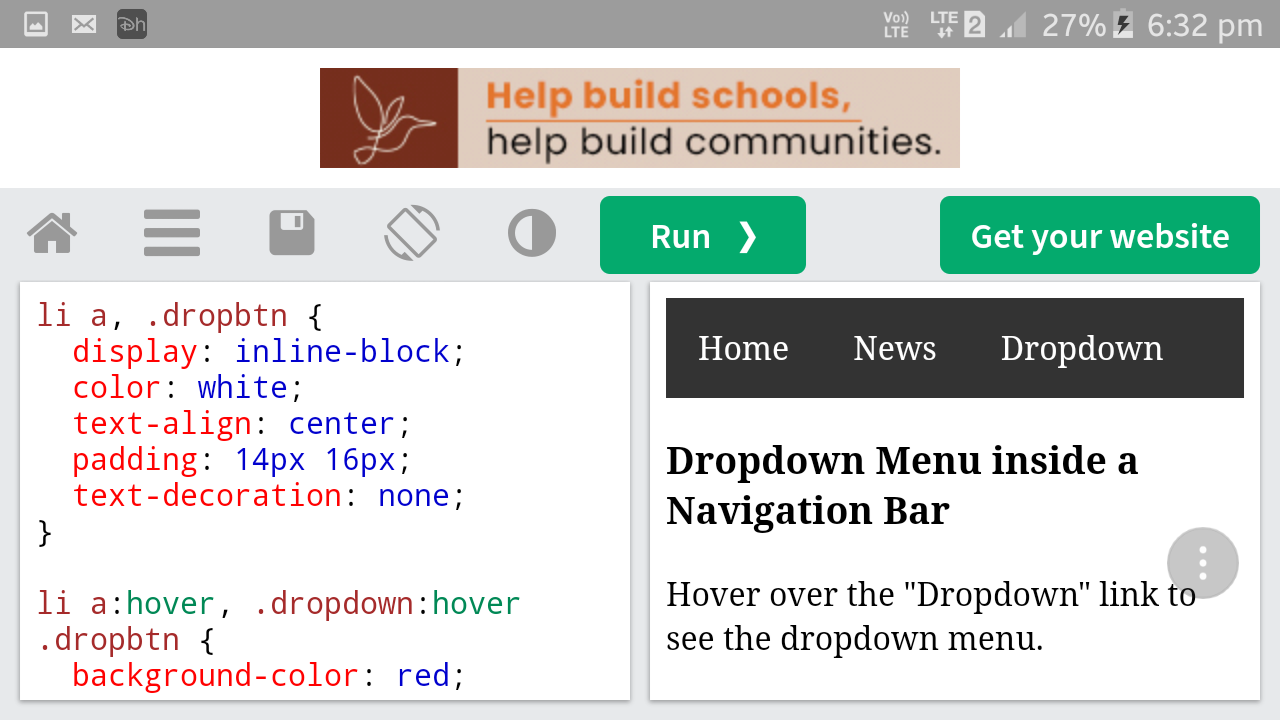 Dh
Vo)) LTE
LTE 2
27%
6:32 pm
Help build schools,
help build communities.
Run ❯
Get your website
li a, .dropbtn {
  display: inline-block;
  color: white;
  text-align: center;
  padding: 14px 16px;
  text-decoration: none;
}
li a:hover, .dropdown:hover
.dropbtn {
  background-color: red;
Home News Dropdown
Dropdown Menu inside a
Navigation Bar
Hover over the "Dropdown" link to
see the dropdown menu.